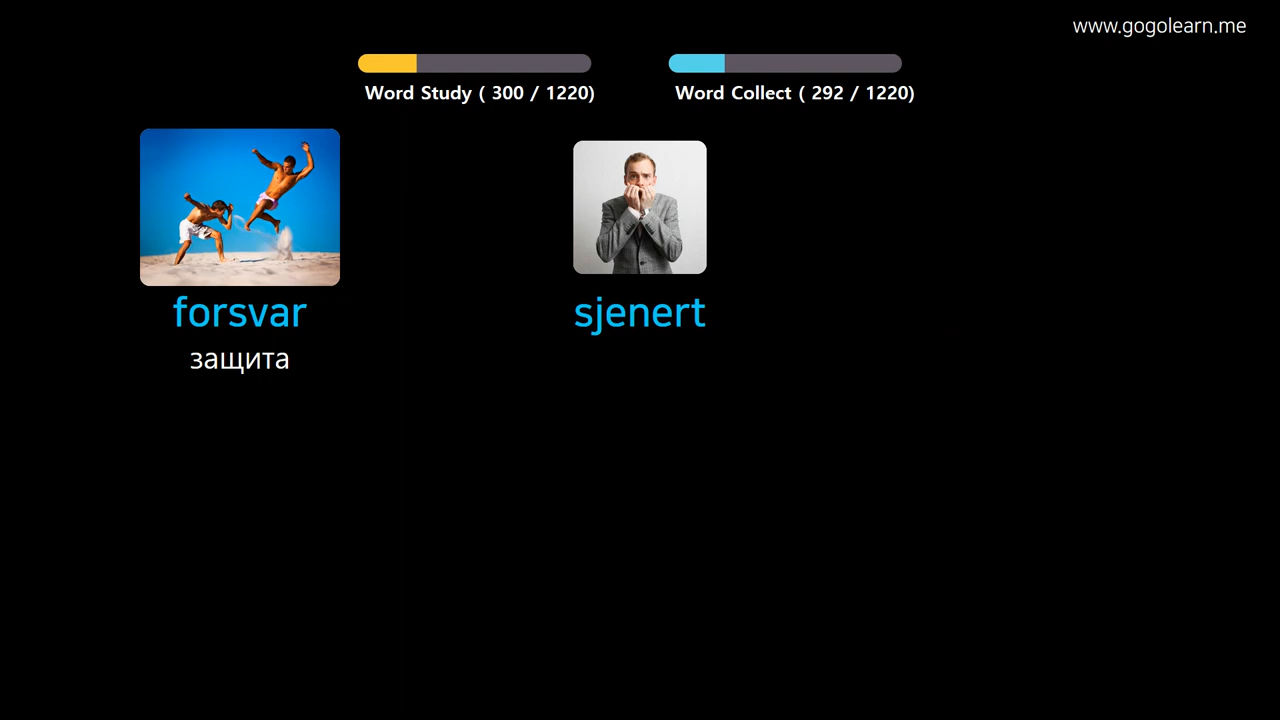 www.gogolearn.me
Word Study ( 300 / 1220)
Word Collect ( 292 / 1220)
forsvar
sjenert
защита